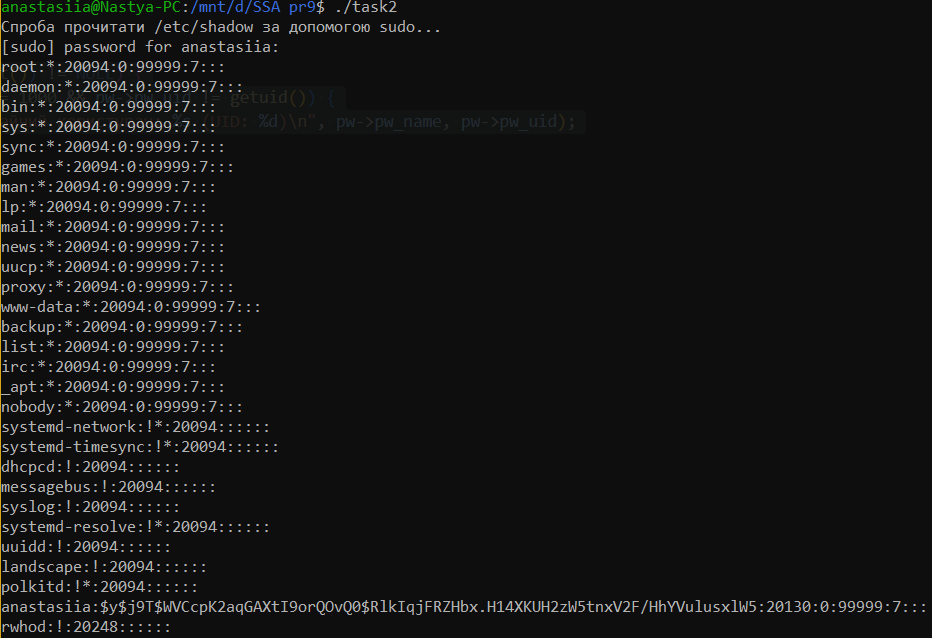 anastasiia@Nastya-PC:/mnt/d/SSA pr9$ ./task2
Спроба прочитати /etc/shadow за допомогою sudo...
[sudo] password for anastasiia:
root:*:20094:0:99999:7:::
daemon:*:20094:0:99999:7:::
bin:*:20094:0:99999:7:::
sys:*:20094:0:99999:7:::
sync:*:20094:0:99999:7:::
games:*:20094:0:99999:7:::
man:*:20094:0:99999:7:::
lp:*:20094:0:99999:7:::
mail:*:20094:0:99999:7:::
news:*:20094:0:99999:7:::
uucp:*:20094:0:99999:7:::
proxy:*:20094:0:99999:7:::
www-data:*:20094:0:99999:7:::
backup:*:20094:0:99999:7:::
list:*:20094:0:99999:7:::
irc:*:20094:0:99999:7:::
_apt:*:20094:0:99999:7:::
nobody:*:20094:0:99999:7:::
systemd-network:!*:20094::::::
systemd-timesync:!*:20094::::::
dhcpcd:!:20094::::::
messagebus:!:20094::::::
syslog:!:20094::::::
systemd-resolve:!*:20094::::::
uuidd:!:20094::::::
landscape:!:20094::::::
polkitd:!*:20094::::::
anastasiia:$y$j9T$WVCcpK2aqGAXtI9orQOvQ0$RlkIqjFRZHbx.H14XKUH2zW5tnxV2F/HhYVulusxlW5:20130:0:99999:7:::
rwhod:!:20248::::::
getuid()) {
UID: %d)\n", pw->pw_name, pw->pw_uid);